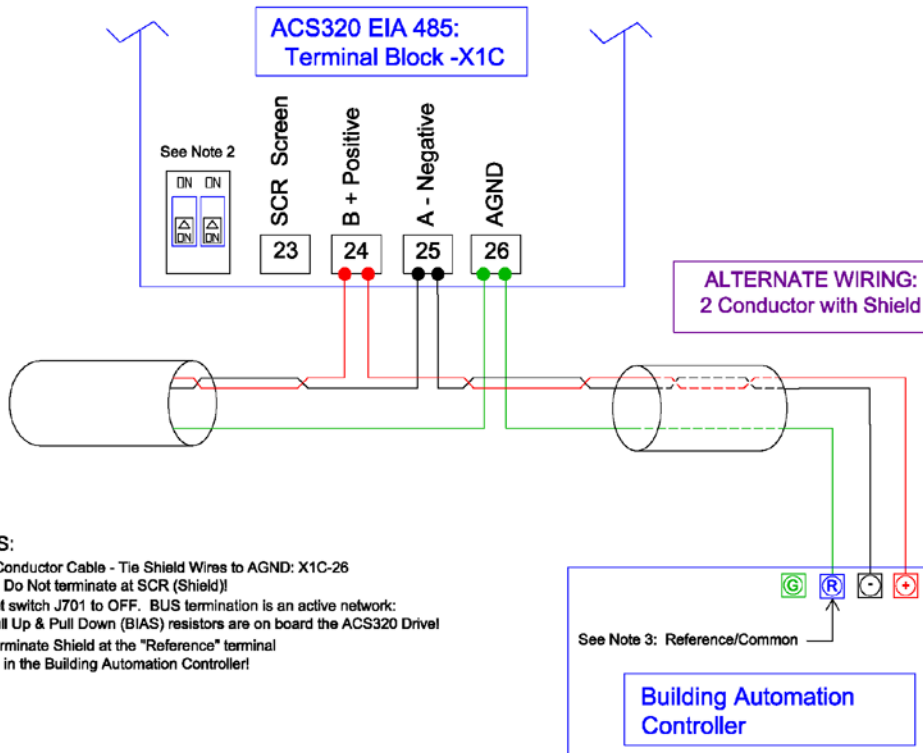 ACS320 EIA 485:
Terminal Block -X1C
See Note 2
ON ON
ON ON
SCR Screen
B + Positive
A - Negative
AGND
23
24
25
26
ALTERNATE WIRING:
2 Conductor with Shield
S:
Conductor Cable - Tie Shield Wires to AGND: X1C-26
Do Not terminate at SCR (Shield)!
t switch J701 to OFF. BUS termination is an active network:
ll Up & Pull Down (BIAS) resistors are on board the ACS320 Drive!
rminate Shield at the "Reference" terminal
in the Building Automation Controller!
G R - +
See Note 3: Reference/Common
Building Automation
Controller